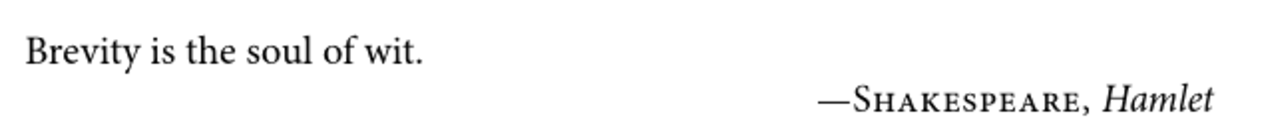 Brevity is the soul of wit.
—SHAKESPEARE, Hamlet